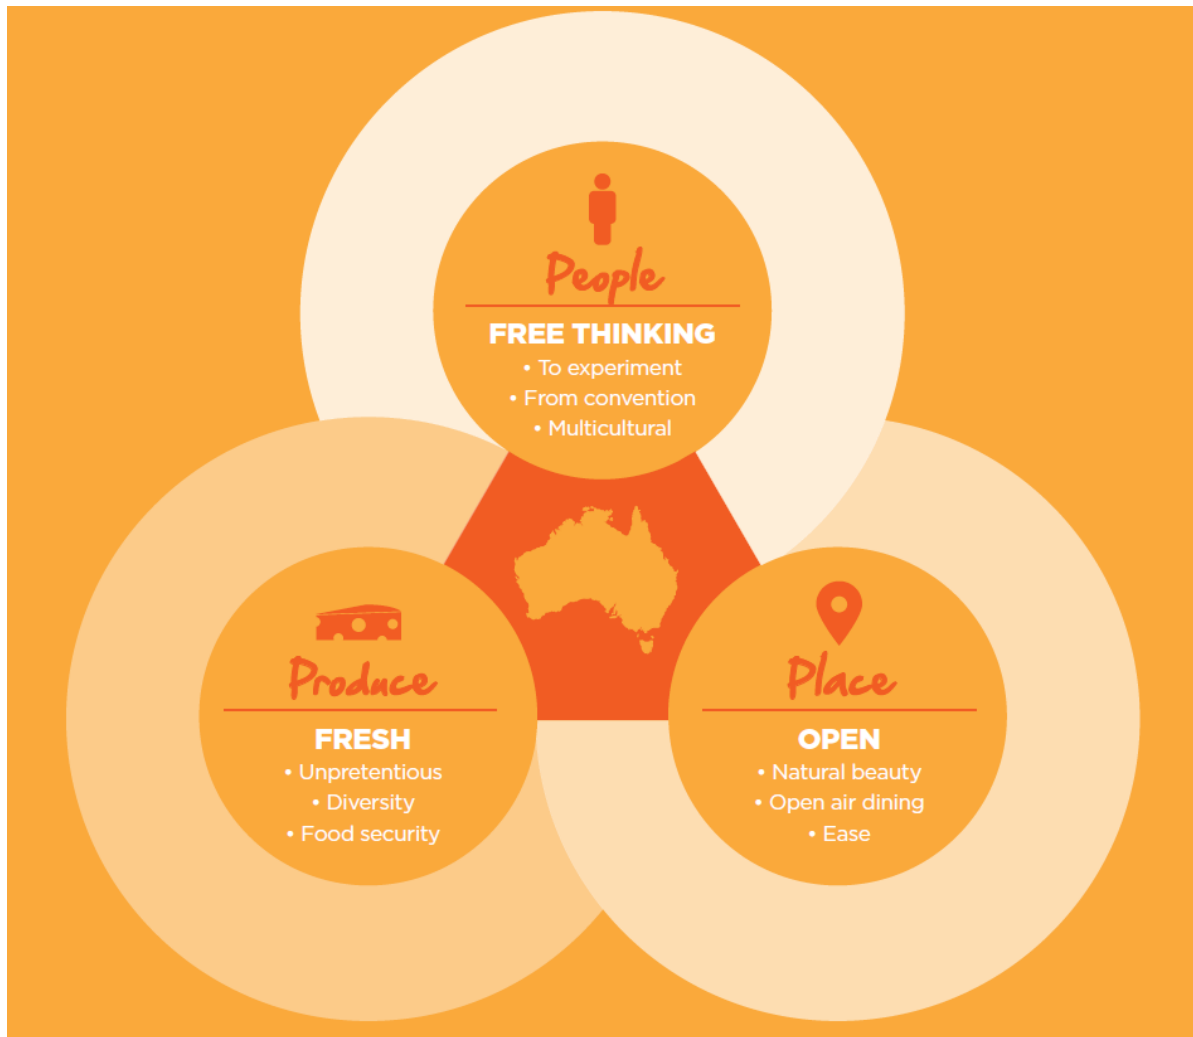 People
FREE THINKING
• To experiment
• From convention
• Multicultural
Produce
FRESH
• Unpretentious
• Diversity
• Food security
Place
OPEN
• Natural beauty
• Open air dining
• Ease